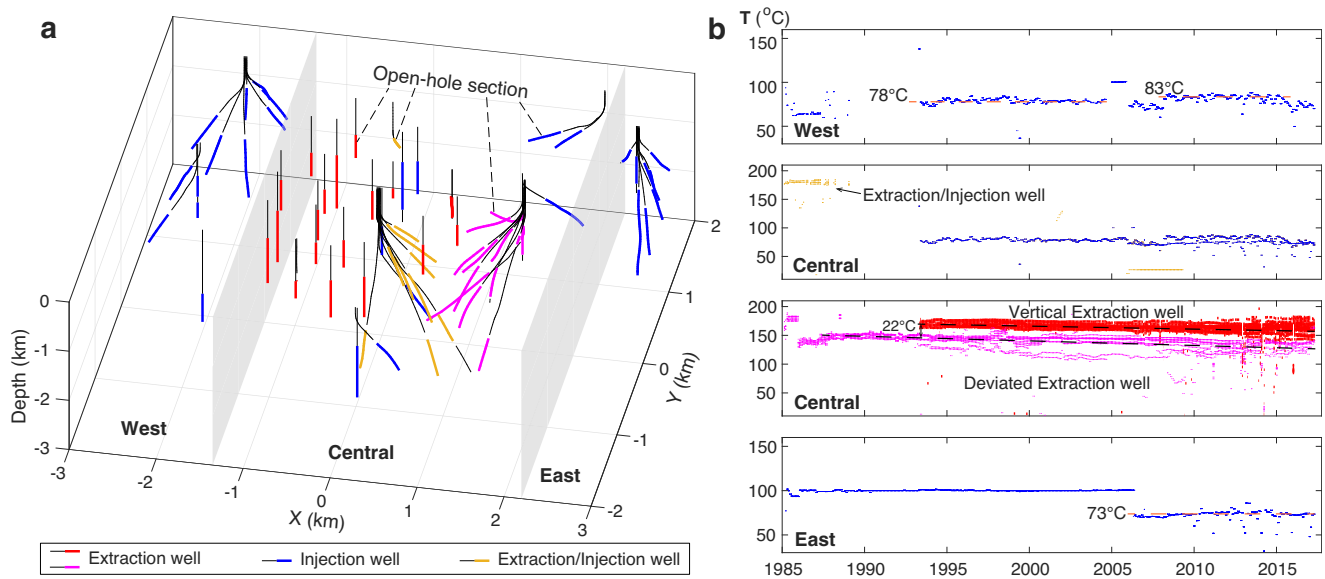 a
Open-hole section
0
-1
-2
-3
Depth (km)
-3
-2
-1
0
1
2
3
X (km)
-2
-1
0
1
2
Y (km)
West
Central
East
Extraction well
Injection well
Extraction/Injection well
b
T (°C)
150
100
50
78°C
83°C
West
200
150
100
50
Extraction/Injection well
Central
200
150
100
50
22°C
Vertical Extraction well
Deviated Extraction well
Central
150
100
50
73°C
East
1985
1990
1995
2000
2005
2010
2015